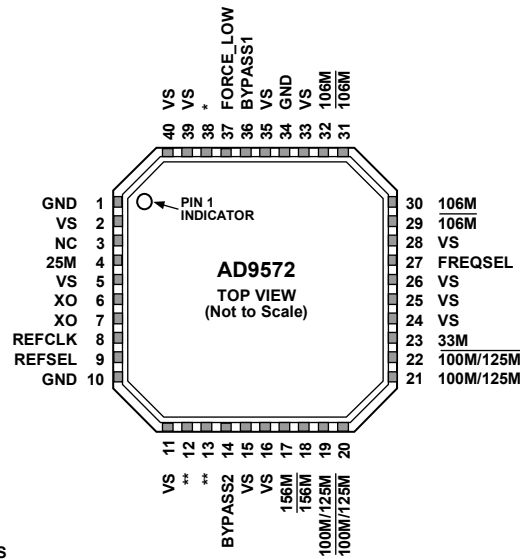 40 VS
39 VS
38 *
37 FORCE_LOW
36 BYPASS1
35 VS
34 GND
33 VS
32 106M
31 106M
GND 1
VS 2
NC 3
25M 4
VS 5
XO 6
XO 7
REFCLK 8
REFSEL 9
GND 10
PIN 1
INDICATOR
AD9572
TOP VIEW
(Not to Scale)
30 106M
29 106M
28 VS
27 FREQSEL
26 VS
25 VS
24 VS
23 33M
22 100M/125M
21 100M/125M
VS 11
** 12
** 13
BYPASS2 14
VS 15
VS 16
156M 17
156M 18
100M/125M 19
100M/125M 20
S